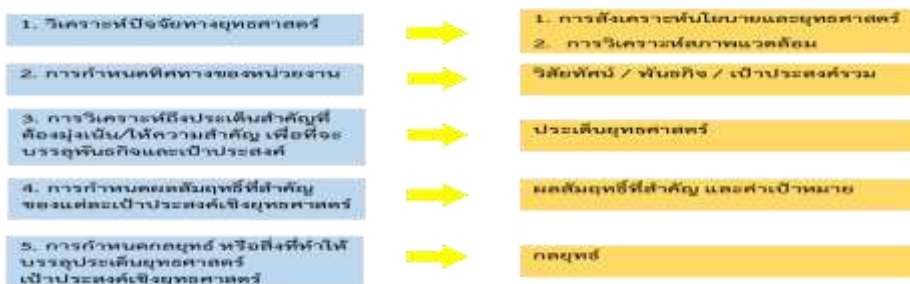 1. วิเคราะห์ปัจจัยทางยุทธศาสตร์
1. การสังเคราะห์นโยบายและยุทธศาสตร์
2. การวิเคราะห์สภาพแวดล้อม
2. การกำหนดทิศทางของหน่วยงาน
วิสัยทัศน์ / พันธกิจ / เป้าประสงค์รวม
3. การวิเคราะห์ถึงประเด็นสำคัญที่
ต้องมุ่งเน้น/ให้ความสำคัญ เพื่อที่จะ
บรรลุพันธกิจและเป้าประสงค์
ประเด็นยุทธศาสตร์
4. การกำหนดผลสัมฤทธิ์ที่สำคัญ
ของแต่ละเป้าประสงค์เชิงยุทธศาสตร์
ผลสัมฤทธิ์ที่สำคัญ และค่าเป้าหมาย
5. การกำหนดกลยุทธ์ หรือสิ่งที่ทำให้
บรรลุประเด็นยุทธศาสตร์
เป้าประสงค์เชิงยุทธศาสตร์
กลยุทธ์